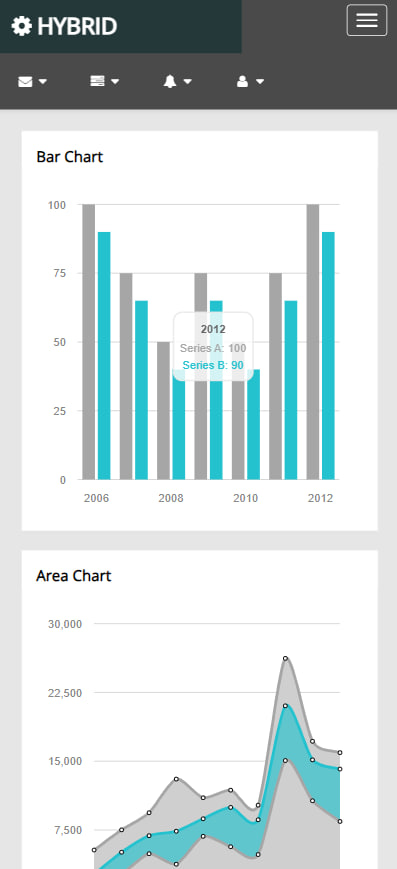 HYBRID
Bar Chart
100
75
50
25
0
2012
Series A: 100
Series B: 90
2006
2008
2010
2012
Area Chart
30,000
22,500
15,000
7,500